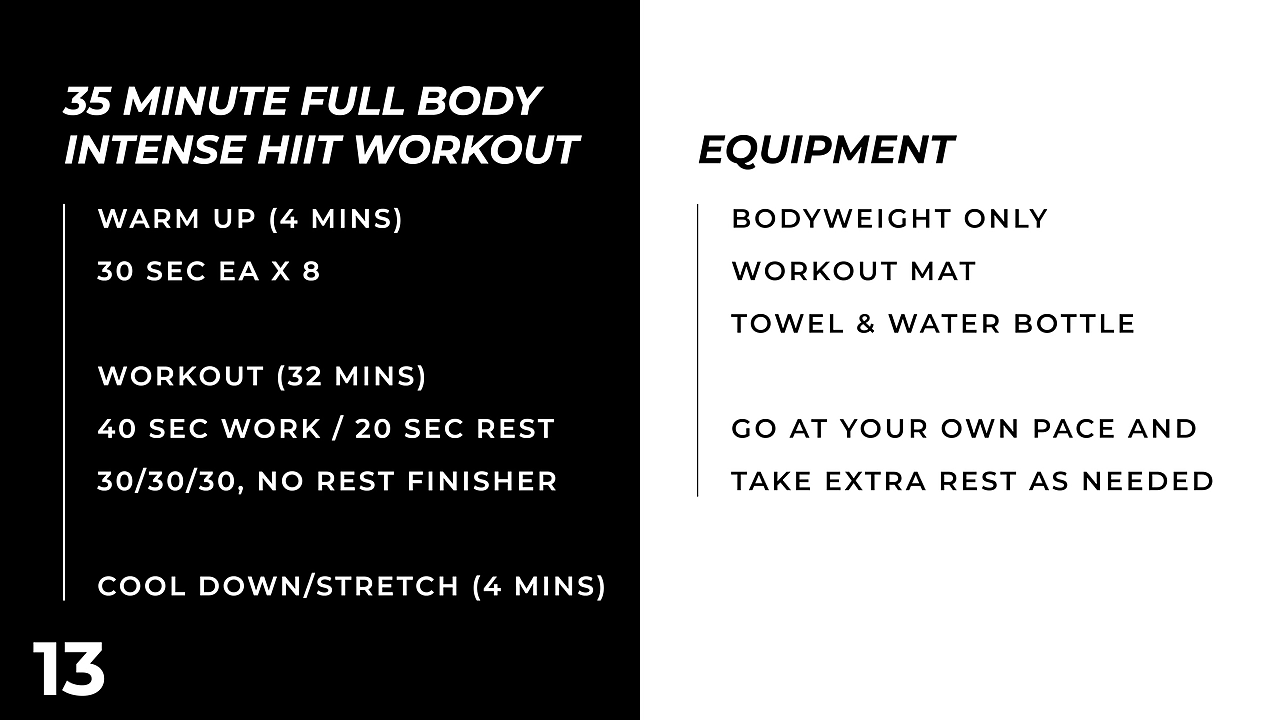 35 MINUTE FULL BODY
INTENSE HIIT WORKOUT
WARM UP (4 MINS)
30 SEC EA X 8
WORKOUT (32 MINS)
40 SEC WORK / 20 SEC REST
30/30/30, NO REST FINISHER
COOL DOWN/STRETCH (4 MINS)
13
EQUIPMENT
BODYWEIGHT ONLY
WORKOUT MAT
TOWEL & WATER BOTTLE
GO AT YOUR OWN PACE AND
TAKE EXTRA REST AS NEEDED